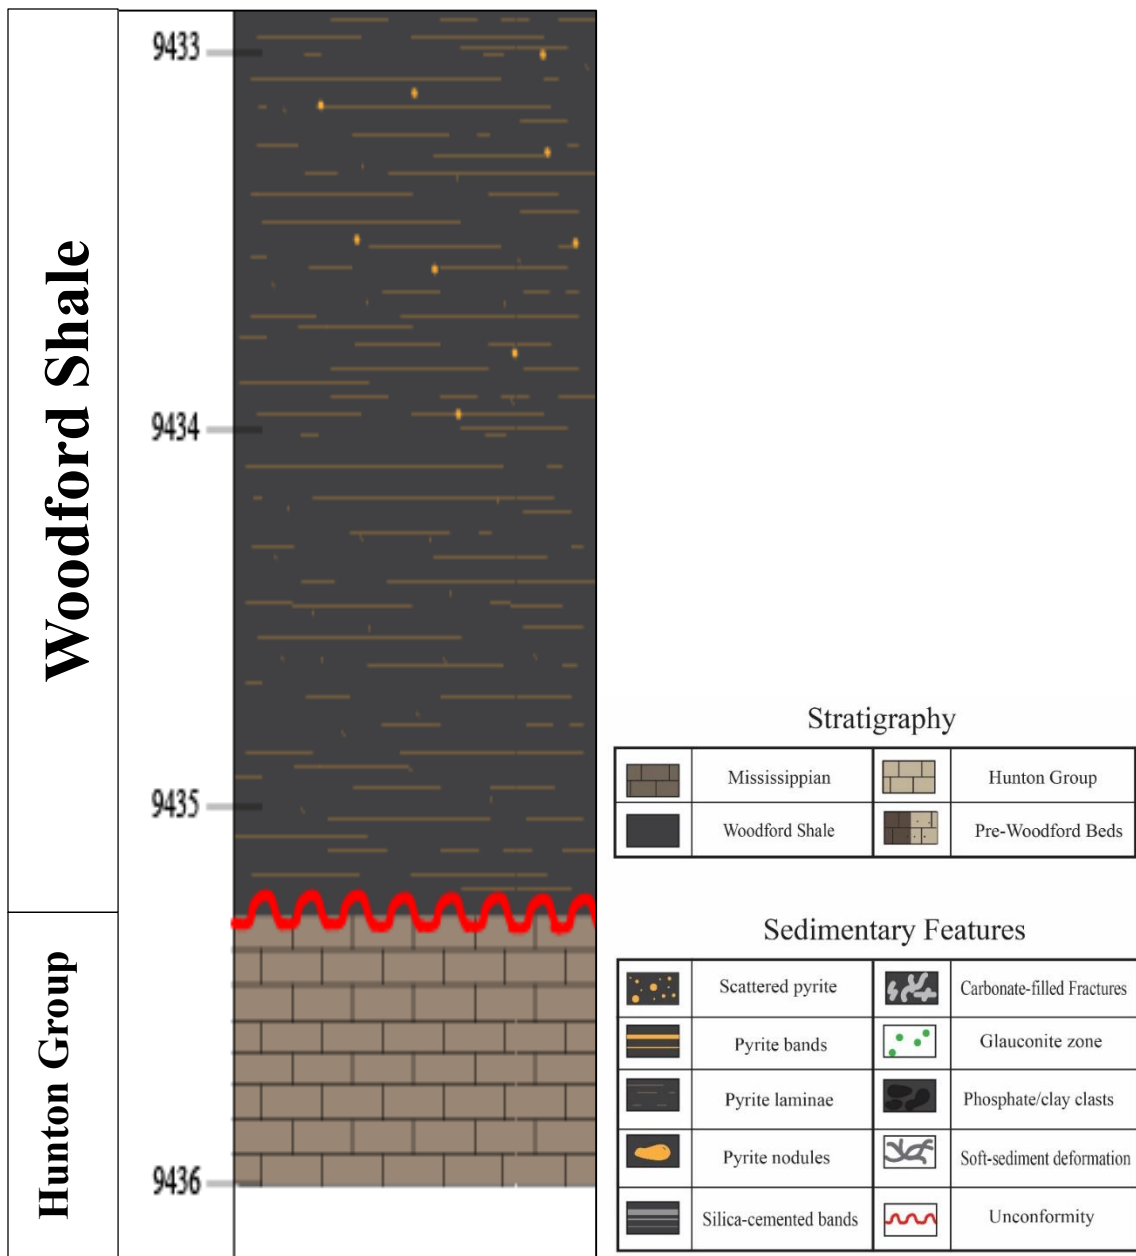 Woodford Shale
Hunton Group
9433
9434
9435
9436
Stratigraphy
Mississippian
Hunton Group
Woodford Shale
Pre-Woodford Beds
Sedimentary Features
Scattered pyrite
Carbonate-filled Fractures
Pyrite bands
Glauconite zone
Pyrite laminae
Phosphate/clay clasts
Pyrite nodules
Soft-sediment deformation
Silica-cemented bands
Unconformity